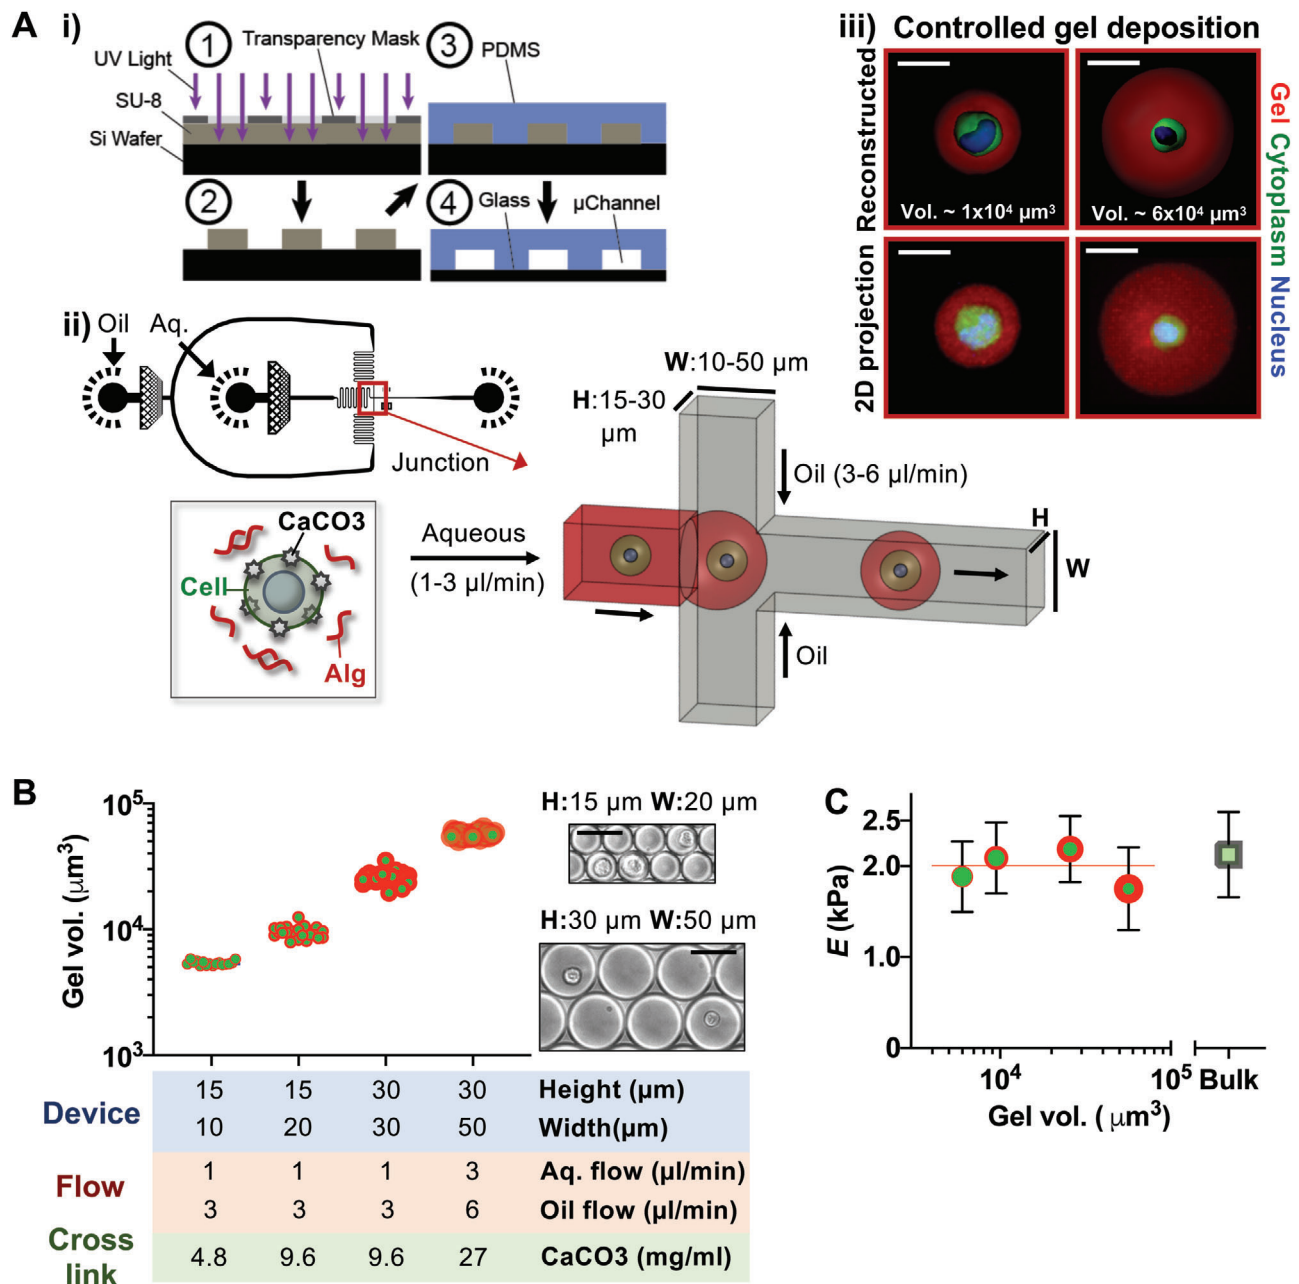 A i)
1
Transparency Mask
UV Light
SU-8
Si Wafer
2
3
PDMS
4
Glass
µChannel
iii) Controlled gel deposition
Reconstructed
Vol. ~ 1x10⁴ µm³
Vol. ~ 6x10⁴ µm³
2D projection
Gel Cytoplasm Nucleus
ii) Oil Aq.
Junction
CaCO3
Cell
Alg
Aqueous
(1-3 µl/min)
W:10-50 µm
H:15-30
µm
Oil (3-6 µl/min)
H
W
Oil
B
Gel vol. (µm³)
10⁵
10⁴
10³
H:15 µm W:20 µm
H:30 µm W:50 µm
Device
15 15 30 30 Height (µm)
10 20 30 50 Width(µm)
Flow
1 1 1 3 Aq. flow (µl/min)
3 3 3 6 Oil flow (µl/min)
Cross
link
4.8 9.6 9.6 27 CaCO3 (mg/ml)
C
E (kPa)
2.5
2.0
1.0
0
10⁴ 10⁵ Bulk
Gel vol. ( µm³)